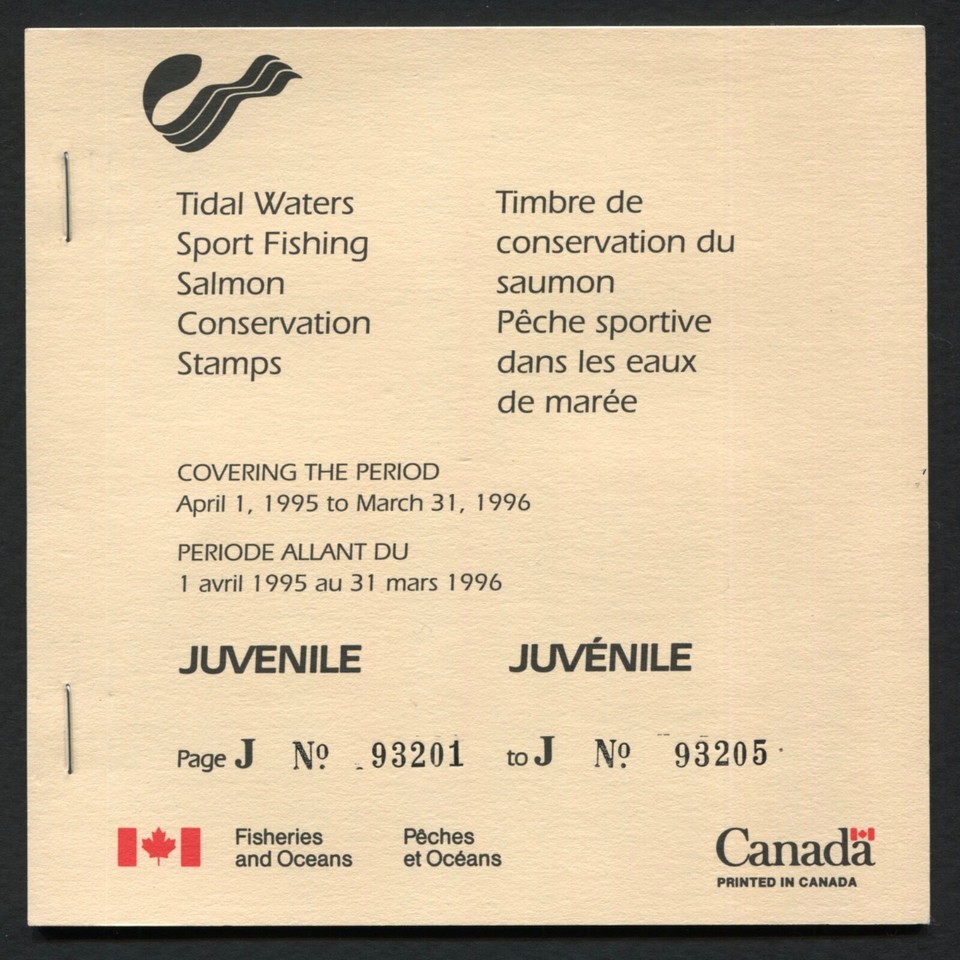 Tidal Waters
Sport Fishing
Salmon
Conservation
Stamps
Timbre de
conservation du
saumon
Pêche sportive
dans les eaux
de marée
COVERING THE PERIOD
April 1, 1995 to March 31, 1996
PERIODE ALLANT DU
1 avril 1995 au 31 mars 1996
JUVENILE JUVÉNILE
Page J Nº 93201 to J Nº 93205
Fisheries
and Oceans
Pêches
et Océans
Canada
PRINTED IN CANADA